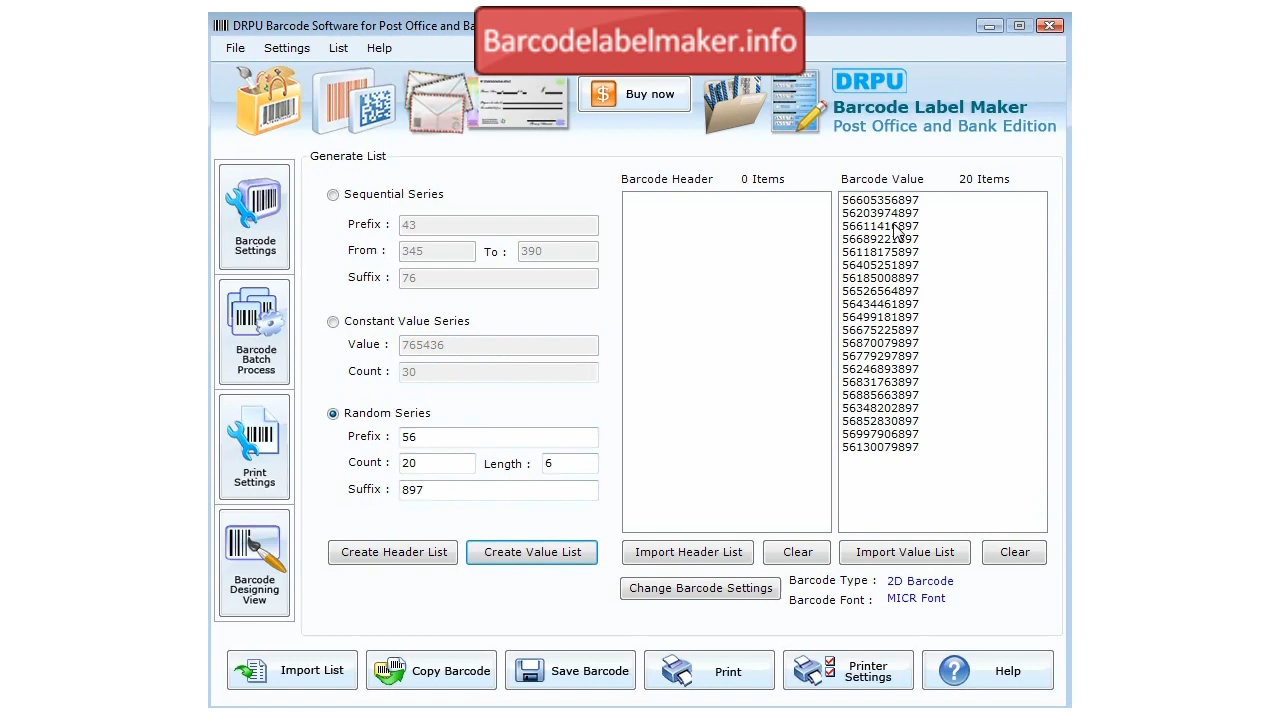 DRPU Barcode Software for Post Office and Ba
Barcodelabelmaker.info
File Settings List Help
Buy now
DRPU
Barcode Label Maker
Post Office and Bank Edition
Generate List
Sequential Series
Prefix : 43
From : 345 To : 390
Suffix : 76
Constant Value Series
Value : 765436
Count : 30
Random Series
Prefix : 56
Count : 20 Length : 6
Suffix : 897
Create Header List Create Value List
Barcode Header 0 Items
Barcode Value 20 Items
56605356897
56203974897
56118175897
56405251897
56185008897
56526564897
56434461897
56499181897
56675225897
56870079897
56779297897
56246893897
56831763897
56885663897
56348202897
56852830897
56997906897
56130079897
Import Header List Clear Import Value List Clear
Change Barcode Settings
Barcode Type : 2D Barcode
Barcode Font : MICR Font
Barcode
Settings
Barcode
Batch
Process
Print
Settings
Barcode
Designing
View
Import List Copy Barcode Save Barcode Print Printer Settings Help